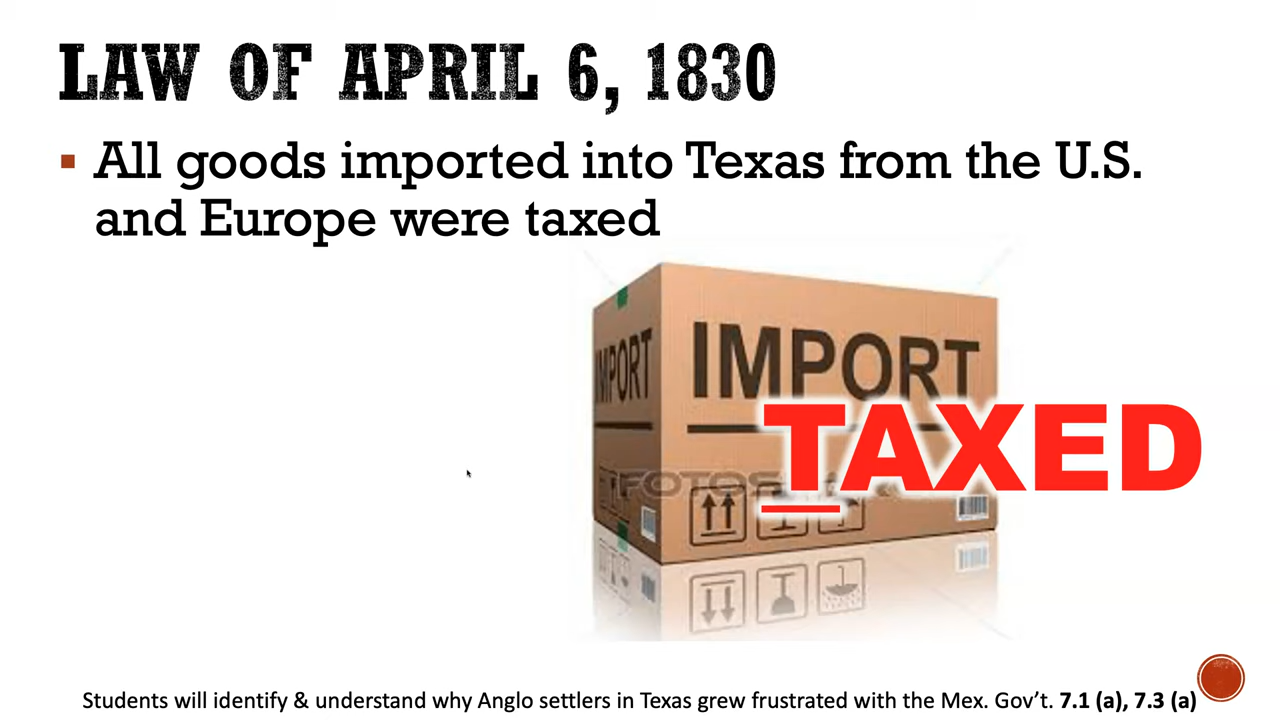 LAW OF APRIL 6, 1830
▪ All goods imported into Texas from the U.S.
and Europe were taxed
IMPORT
IMPORT
TAXED
FOTOS
Students will identify & understand why Anglo settlers in Texas grew frustrated with the Mex. Gov't. 7.1 (a), 7.3 (a)